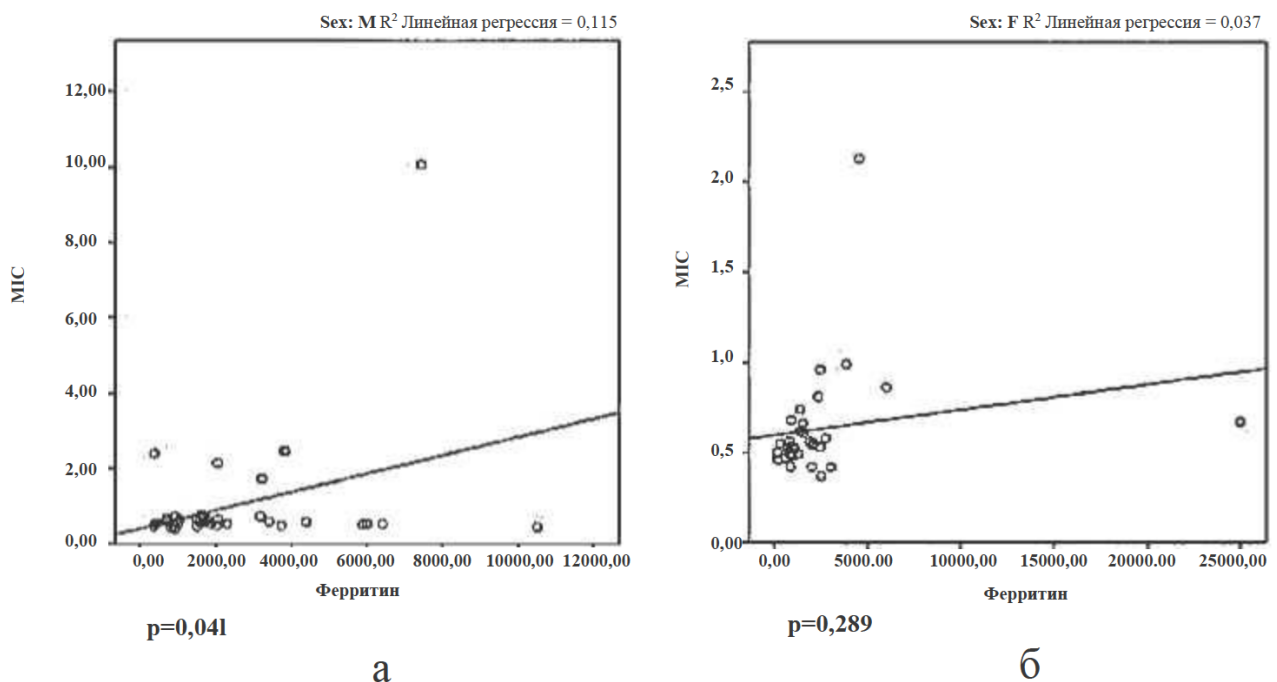 Sex: M R² Линейная регрессия = 0,115
12,00
10,00
8,00
6,00
4,00
2,00
0,00
MIC
0,00 2000,00 4000,00 6000,00 8000,00 10000,00 12000,00
Ферритин
p=0,04l
а
Sex: F R² Линейная регрессия = 0,037
2,5
2,0
1,5
1,0
0,5
0,00
MIC
0,00 5000.00 10000,00 15000,00 20000,00 25000,00
Ферритин
p=0,289
б